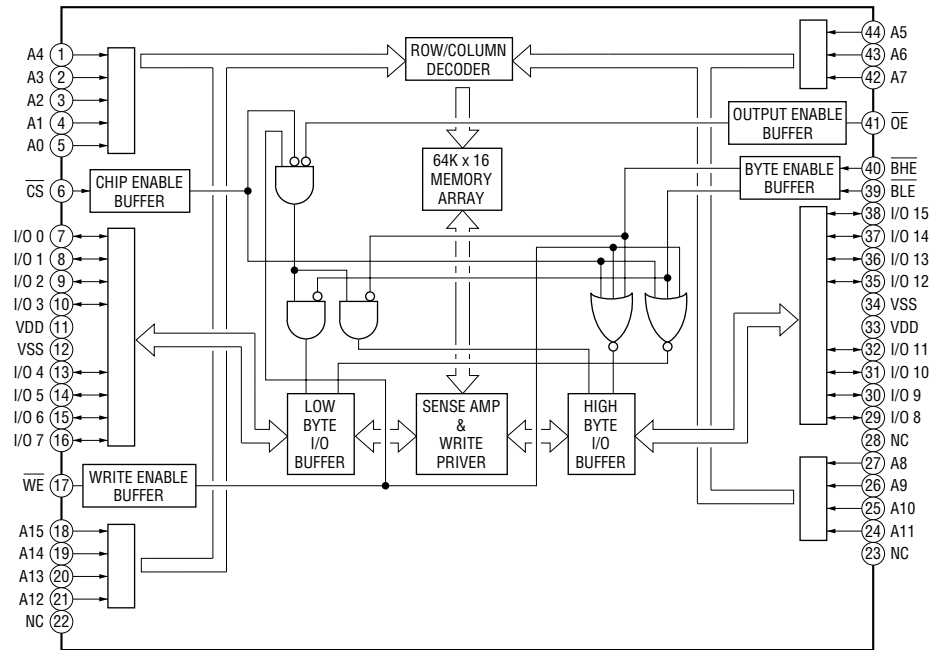 A4 1
A3 2
A2 3
A1 4
A0 5
C̅S̅ 6
I/O 0 7
I/O 1 8
I/O 2 9
I/O 3 10
VDD 11
VSS 12
I/O 4 13
I/O 5 14
I/O 6 15
I/O 7 16
W̅E̅ 17
A15 18
A14 19
A13 20
A12 21
NC 22
CHIP ENABLE
BUFFER
WRITE ENABLE
BUFFER
ROW/COLUMN
DECODER
64K x 16
MEMORY
ARRAY
LOW
BYTE
I/O
BUFFER
SENSE AMP
&
WRITE
PRIVER
HIGH
BYTE
I/O
BUFFER
OUTPUT ENABLE
BUFFER
BYTE ENABLE
BUFFER
44 A5
43 A6
42 A7
41 O̅E̅
40 B̅H̅E̅
39 B̅L̅E̅
38 I/O 15
37 I/O 14
36 I/O 13
35 I/O 12
34 VSS
33 VDD
32 I/O 11
31 I/O 10
30 I/O 9
29 I/O 8
28 NC
27 A8
26 A9
25 A10
24 A11
23 NC